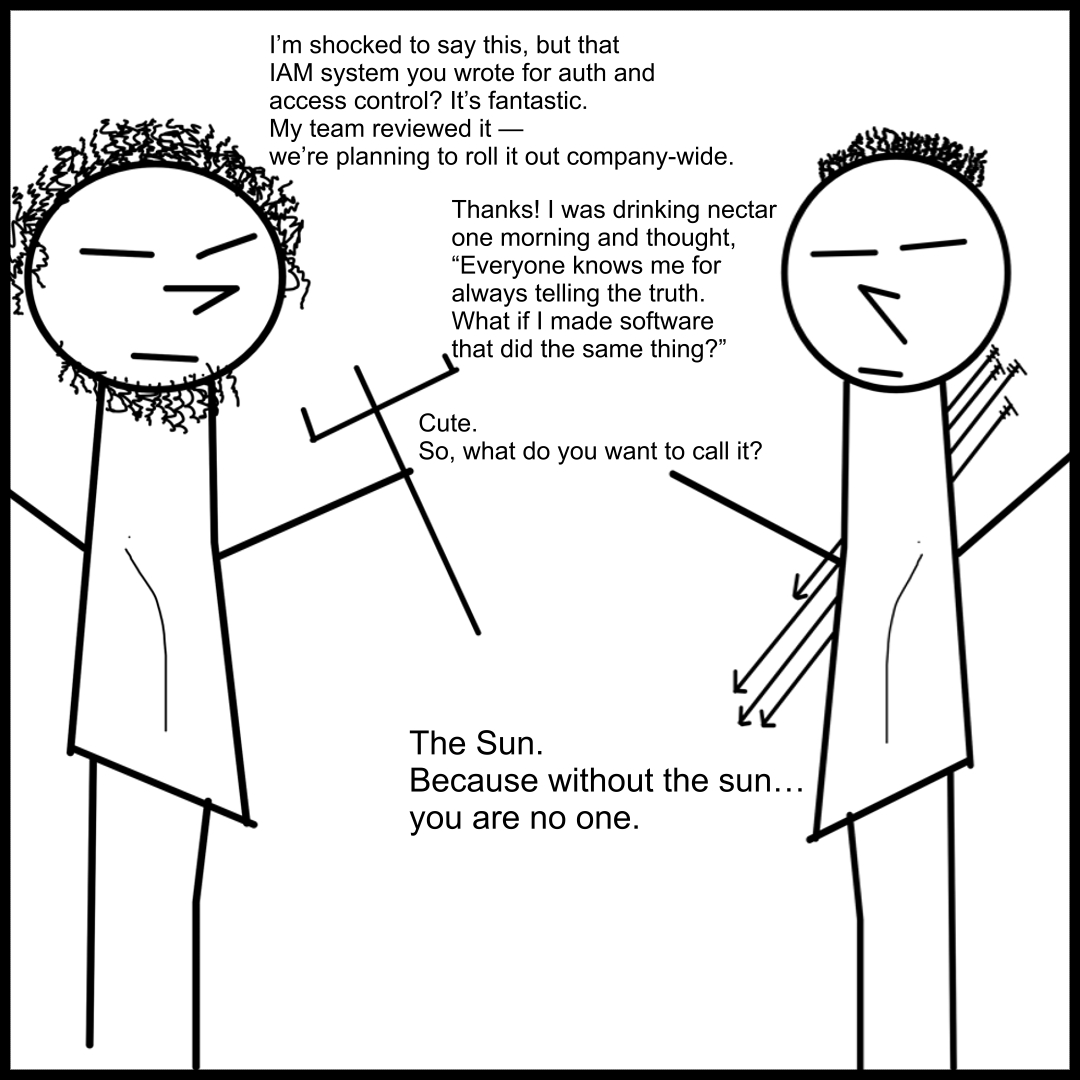 I’m shocked to say this, but that
IAM system you wrote for auth and
access control? It’s fantastic.
My team reviewed it —
we’re planning to roll it out company-wide.
Thanks! I was drinking nectar
one morning and thought,
“Everyone knows me for
always telling the truth.
What if I made software
that did the same thing?”
Cute.
So, what do you want to call it?
The Sun.
Because without the sun…
you are no one.